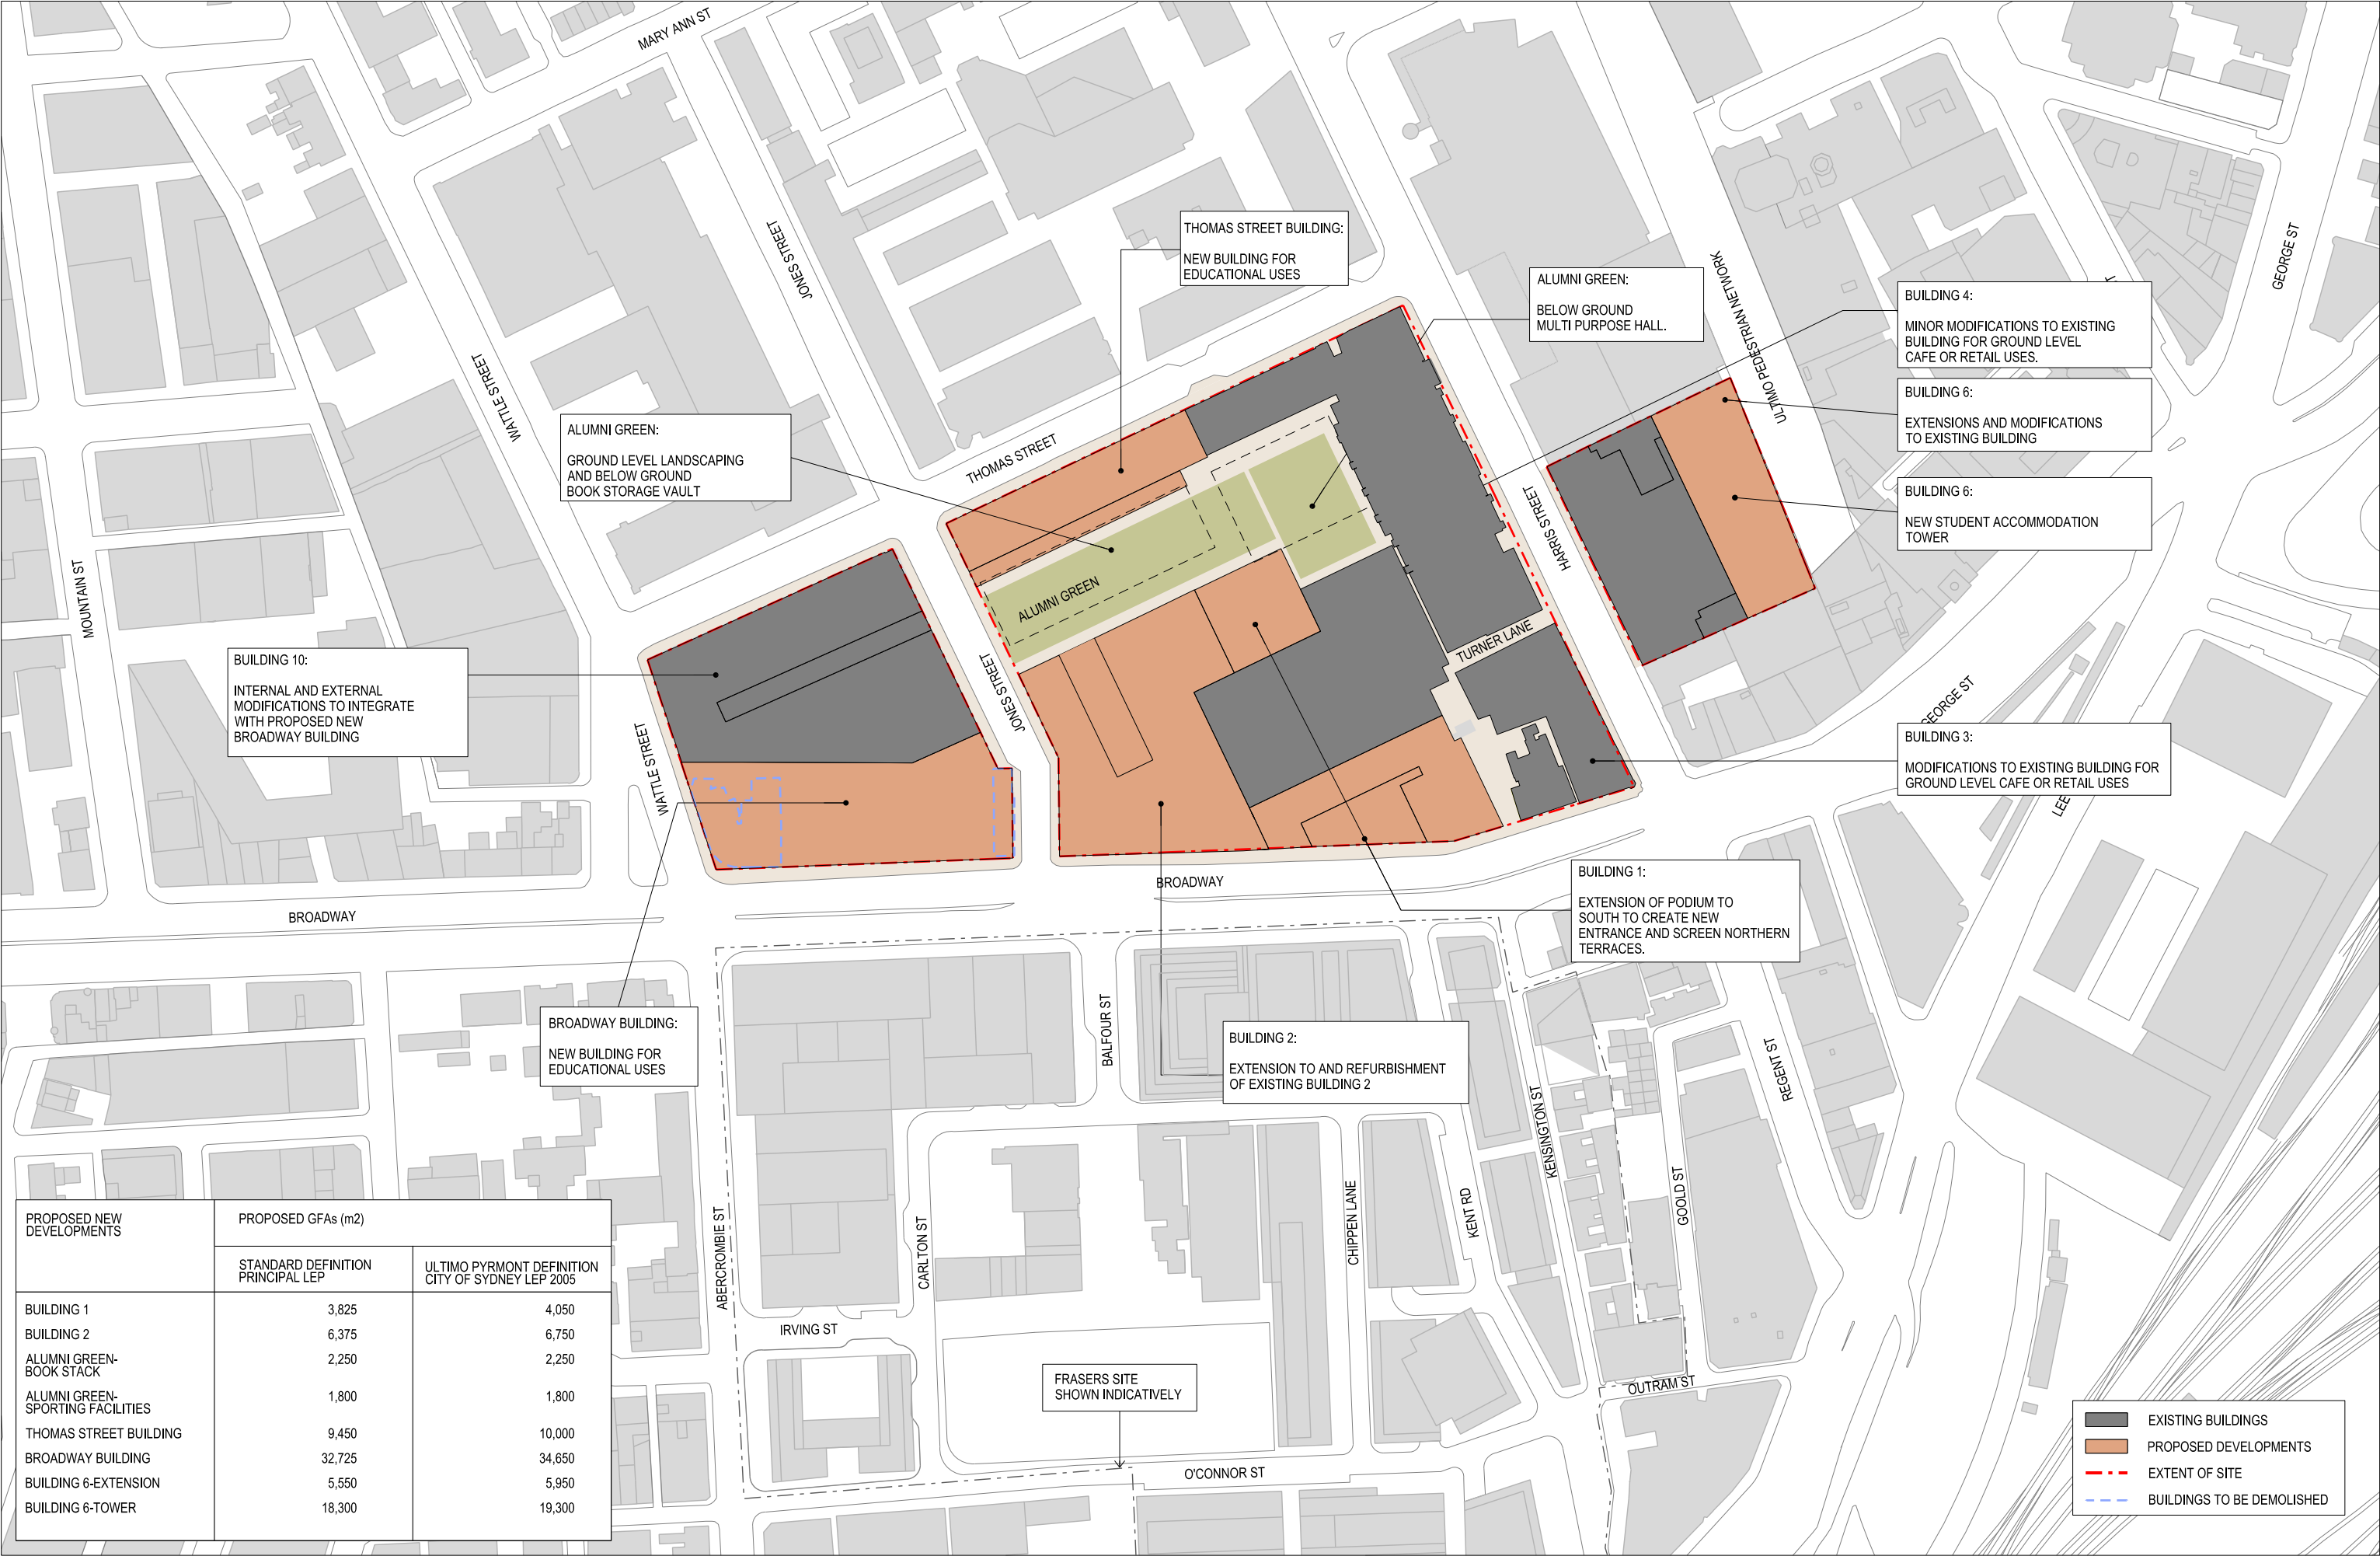 MARY ANN ST
JONES STREET
WATTLE STREET
THOMAS STREET BUILDING:
NEW BUILDING FOR
EDUCATIONAL USES
ALUMNI GREEN:
BELOW GROUND
MULTI PURPOSE HALL.
ULTIMO PEDESTRIAN NETWORK
GEORGE ST
BUILDING 4:
MINOR MODIFICATIONS TO EXISTING
BUILDING FOR GROUND LEVEL
CAFE OR RETAIL USES.
BUILDING 6:
EXTENSIONS AND MODIFICATIONS
TO EXISTING BUILDING
BUILDING 6:
NEW STUDENT ACCOMMODATION
TOWER
ALUMNI GREEN:
GROUND LEVEL LANDSCAPING
AND BELOW GROUND
BOOK STORAGE VAULT
THOMAS STREET
HARRIS STREET
MOUNTAIN ST
ALUMNI GREEN
TURNER LANE
JONES STREET
BUILDING 10:
INTERNAL AND EXTERNAL
MODIFICATIONS TO INTEGRATE
WITH PROPOSED NEW
BROADWAY BUILDING
WATTLE STREET
GEORGE ST
LEE
BUILDING 3:
MODIFICATIONS TO EXISTING BUILDING FOR
GROUND LEVEL CAFE OR RETAIL USES
BROADWAY
BROADWAY
BUILDING 1:
EXTENSION OF PODIUM TO
SOUTH TO CREATE NEW
ENTRANCE AND SCREEN NORTHERN
TERRACES.
BROADWAY BUILDING:
NEW BUILDING FOR
EDUCATIONAL USES
BALFOUR ST
BUILDING 2:
EXTENSION TO AND REFURBISHMENT
OF EXISTING BUILDING 2
REGENT ST
KENSINGTON ST
GOOLD ST
KENT RD
CHIPPEN LANE
CARLTON ST
ABERCROMBIE ST
IRVING ST
FRASERS SITE
SHOWN INDICATIVELY
OUTRAM ST
O'CONNOR ST
PROPOSED NEW
DEVELOPMENTS
PROPOSED GFAs (m2)
STANDARD DEFINITION
PRINCIPAL LEP
ULTIMO PYRMONT DEFINITION
CITY OF SYDNEY LEP 2005
BUILDING 1 3,825 4,050
BUILDING 2 6,375 6,750
ALUMNI GREEN-
BOOK STACK 2,250 2,250
ALUMNI GREEN-
SPORTING FACILITIES 1,800 1,800
THOMAS STREET BUILDING 9,450 10,000
BROADWAY BUILDING 32,725 34,650
BUILDING 6-EXTENSION 5,550 5,950
BUILDING 6-TOWER 18,300 19,300
EXISTING BUILDINGS
PROPOSED DEVELOPMENTS
EXTENT OF SITE
BUILDINGS TO BE DEMOLISHED